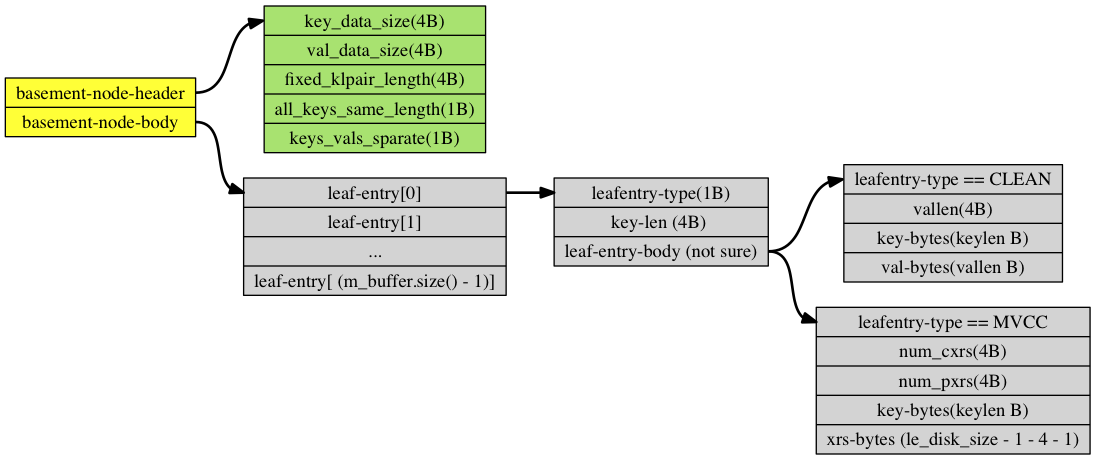 basement-node-header
basement-node-body
key_data_size(4B)
val_data_size(4B)
fixed_klpair_length(4B)
all_keys_same_length(1B)
keys_vals_sparate(1B)
leaf-entry[0]
leaf-entry[1]
...
leaf-entry[ (m_buffer.size() - 1)]
leafentry-type(1B)
key-len (4B)
leaf-entry-body (not sure)
leafentry-type == CLEAN
vallen(4B)
key-bytes(keylen B)
val-bytes(vallen B)
leafentry-type == MVCC
num_cxrs(4B)
num_pxrs(4B)
key-bytes(keylen B)
xrs-bytes (le_disk_size - 1 - 4 - 1)